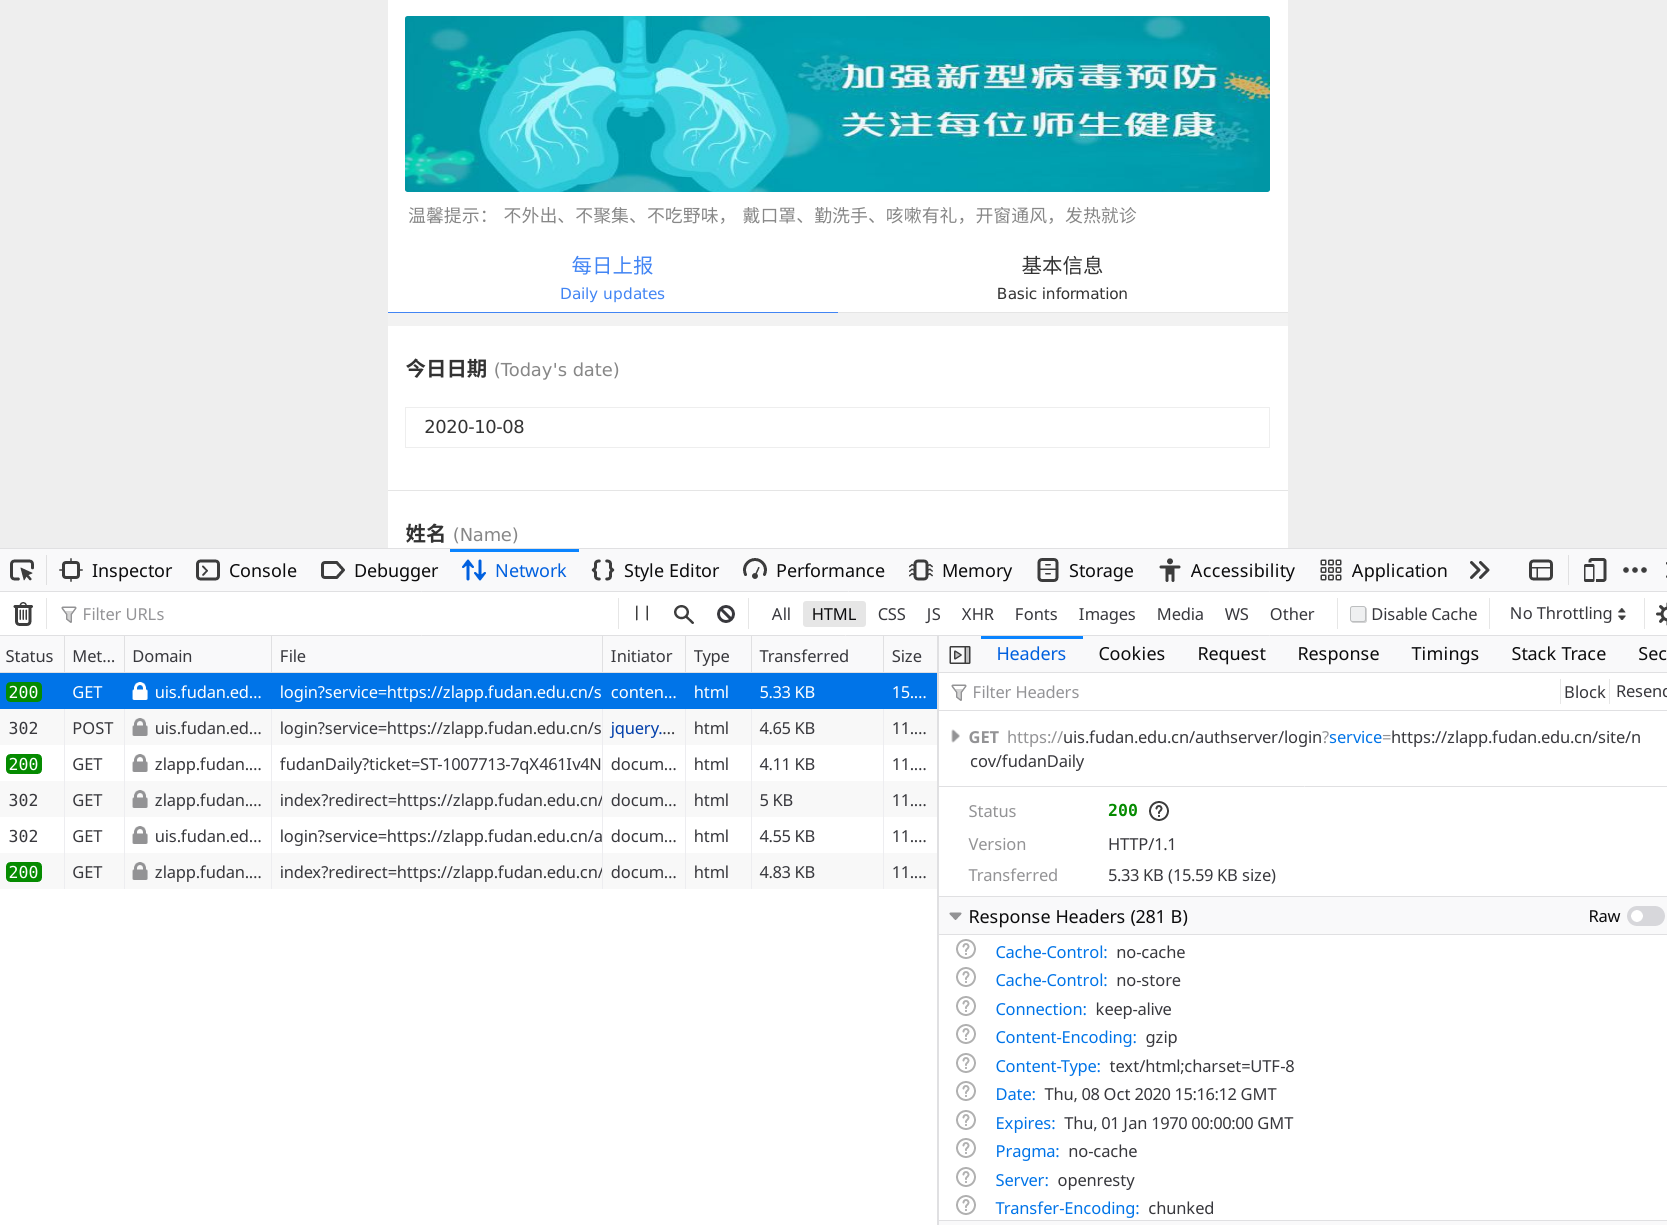 加强新型病毒预防
关注每位师生健康
温馨提示： 不外出、不聚集、不吃野味， 戴口罩、勤洗手、咳嗽有礼，开窗通风，发热就诊
每日上报 基本信息
Daily updates Basic information
今日日期 (Today's date)
2020-10-08
姓名 (Name)
Inspector Console Debugger Network Style Editor Performance Memory Storage Accessibility Application
Filter URLs All HTML CSS JS XHR Fonts Images Media WS Other Disable Cache No Throttling
Status Met... Domain File Initiator Type Transferred Size
200 GET uis.fudan.ed... login?service=https://zlapp.fudan.edu.cn/s conten... html 5.33 KB 15....
302 POST uis.fudan.ed... login?service=https://zlapp.fudan.edu.cn/s jquery.... html 4.65 KB 11....
200 GET zlapp.fudan.... fudanDaily?ticket=ST-1007713-7qX461Iv4N docum... html 4.11 KB 11....
302 GET zlapp.fudan.... index?redirect=https://zlapp.fudan.edu.cn/ docum... html 5 KB 11....
302 GET uis.fudan.ed... login?service=https://zlapp.fudan.edu.cn/a docum... html 4.55 KB 11....
200 GET zlapp.fudan.... index?redirect=https://zlapp.fudan.edu.cn/ docum... html 4.83 KB 11....
Headers Cookies Request Response Timings Stack Trace Sec
Filter Headers Block Resend
GET https://uis.fudan.edu.cn/authserver/login?service=https://zlapp.fudan.edu.cn/site/n
cov/fudanDaily
Status 200
Version HTTP/1.1
Transferred 5.33 KB (15.59 KB size)
Response Headers (281 B) Raw
Cache-Control: no-cache
Cache-Control: no-store
Connection: keep-alive
Content-Encoding: gzip
Content-Type: text/html;charset=UTF-8
Date: Thu, 08 Oct 2020 15:16:12 GMT
Expires: Thu, 01 Jan 1970 00:00:00 GMT
Pragma: no-cache
Server: openresty
Transfer-Encoding: chunked